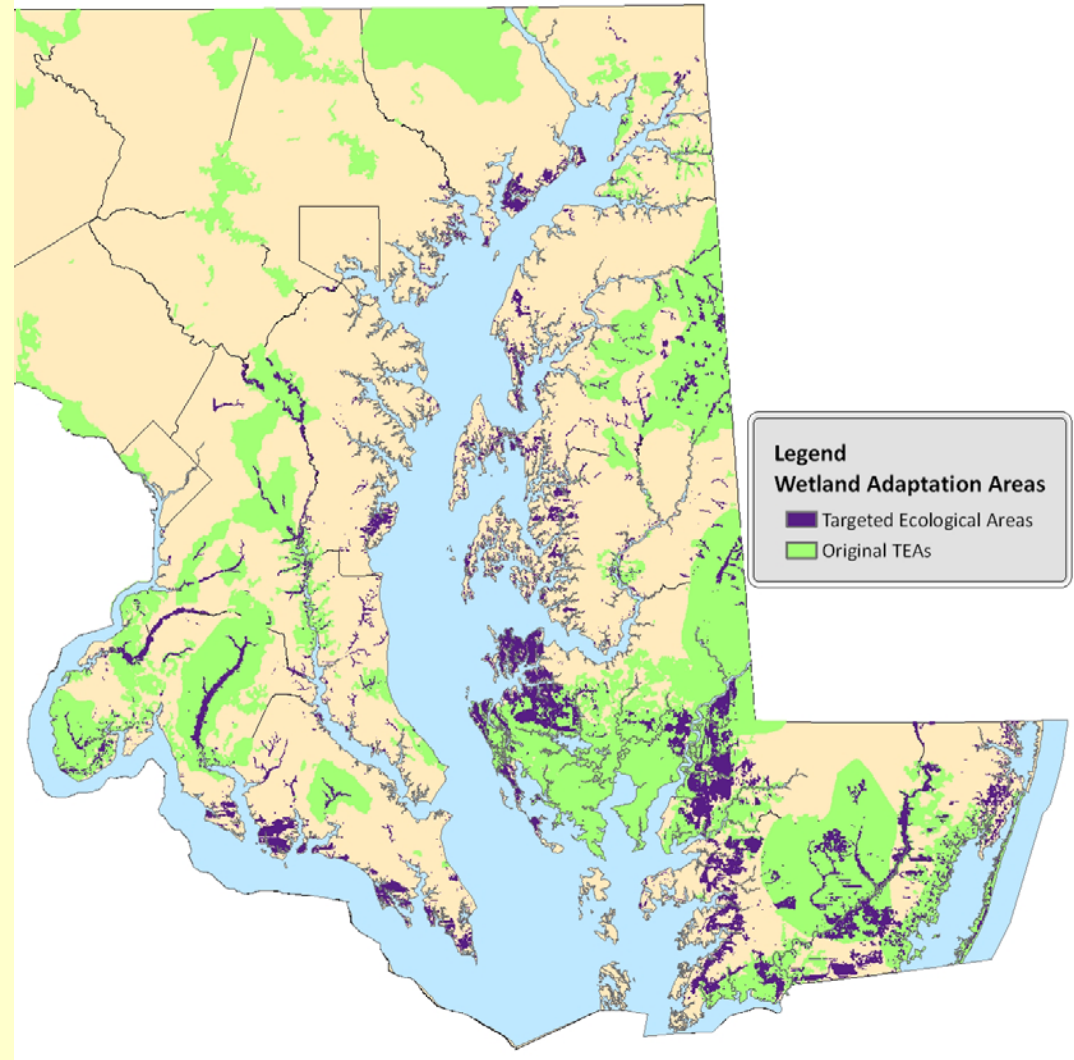 Legend
Wetland Adaptation Areas
Targeted Ecological Areas
Original TEAs